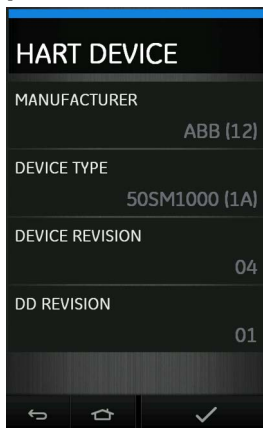 HART DEVICE
MANUFACTURER
ABB (12)
DEVICE TYPE
50SM1000 (1A)
DEVICE REVISION
04
DD REVISION
01